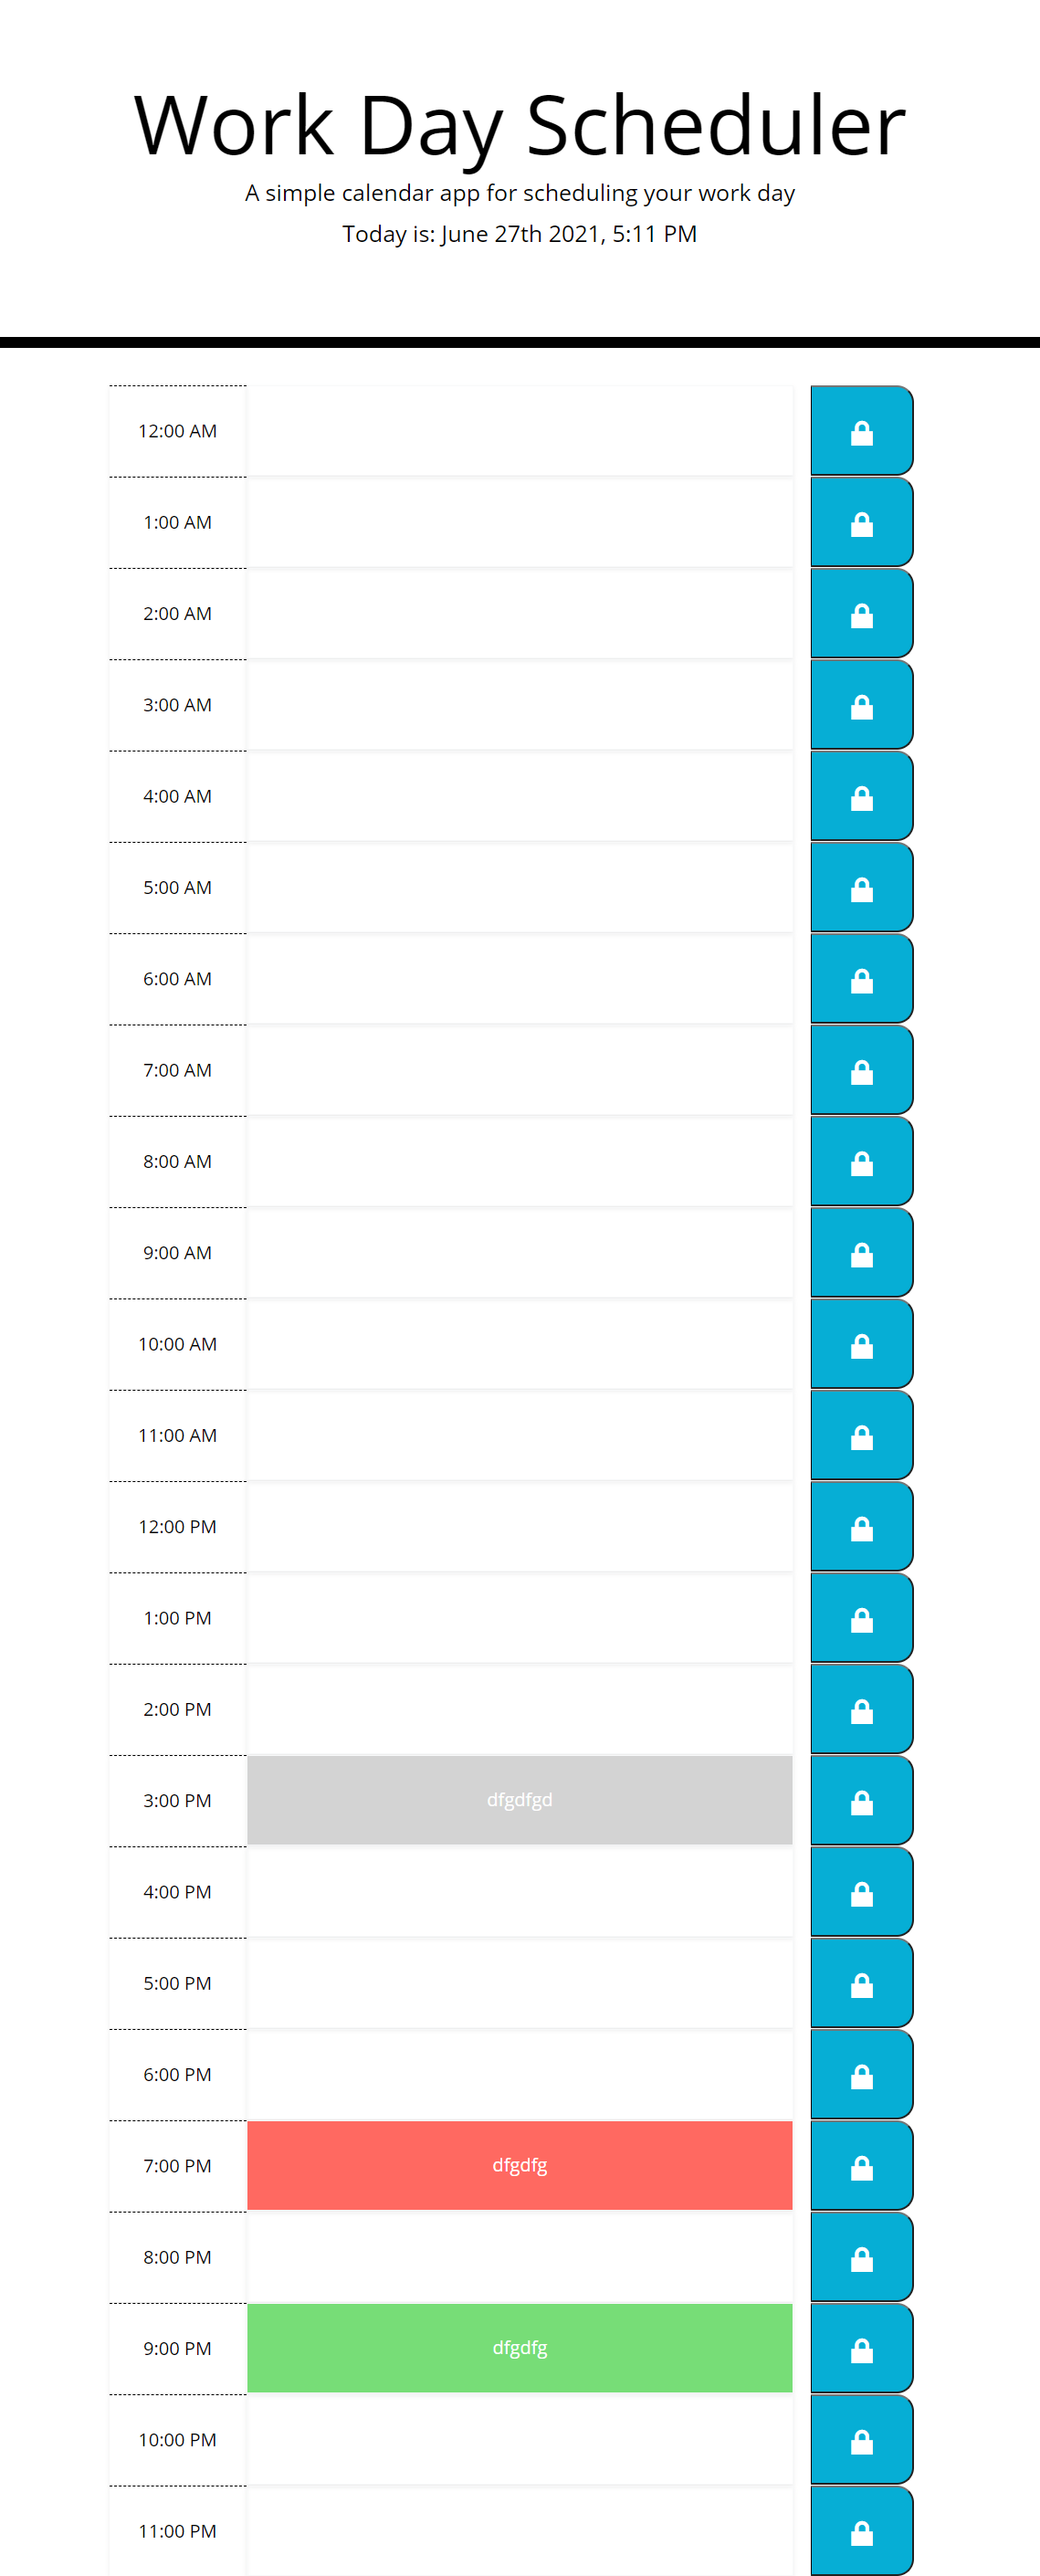 Work Day Scheduler
A simple calendar app for scheduling your work day
Today is: June 27th 2021, 5:11 PM
12:00 AM
1:00 AM
2:00 AM
3:00 AM
4:00 AM
5:00 AM
6:00 AM
7:00 AM
8:00 AM
9:00 AM
10:00 AM
11:00 AM
12:00 PM
1:00 PM
2:00 PM
3:00 PM dfgdfgd
4:00 PM
5:00 PM
6:00 PM
7:00 PM dfgdfg
8:00 PM
9:00 PM dfgdfg
10:00 PM
11:00 PM